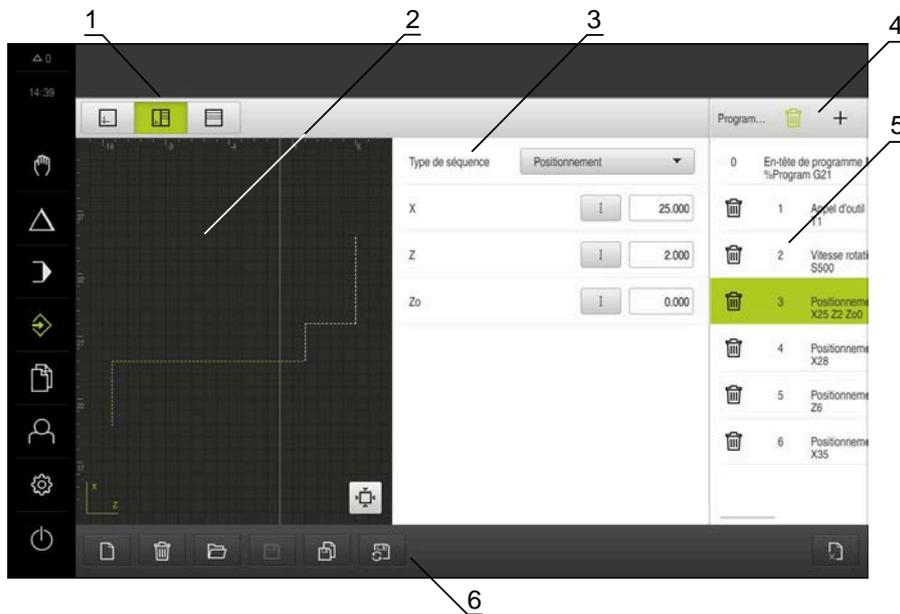 1
2
3
4
5
6
0
14:39
Program...
Type de séquence
Positionnement
X
25.000
Z
2.000
Zo
0.000
0
En-tête de programme
%Program G21
1
Appel d'outil
T1
2
Vitesse rotati
S500
3
Positionneme
X25 Z2 Zo0
4
Positionneme
X28
5
Positionneme
Z6
6
Positionneme
X35
X
Z